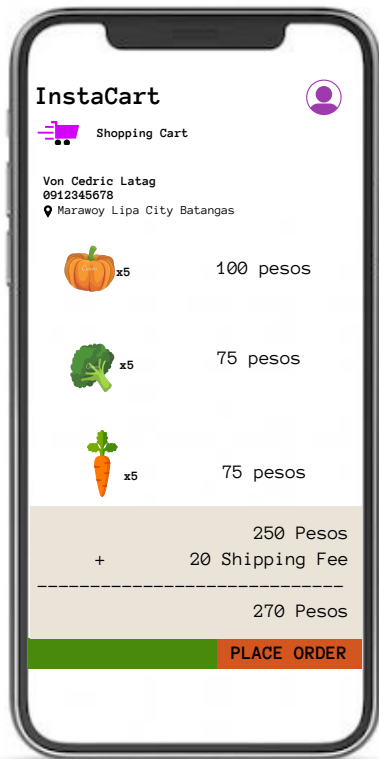 InstaCart
Shopping Cart
Von Cedric Latag
0912345678
Marawoy Lipa City Batangas
x5 100 pesos
x5 75 pesos
x5 75 pesos
250 Pesos
+ 20 Shipping Fee
-----------------------------
270 Pesos
PLACE ORDER